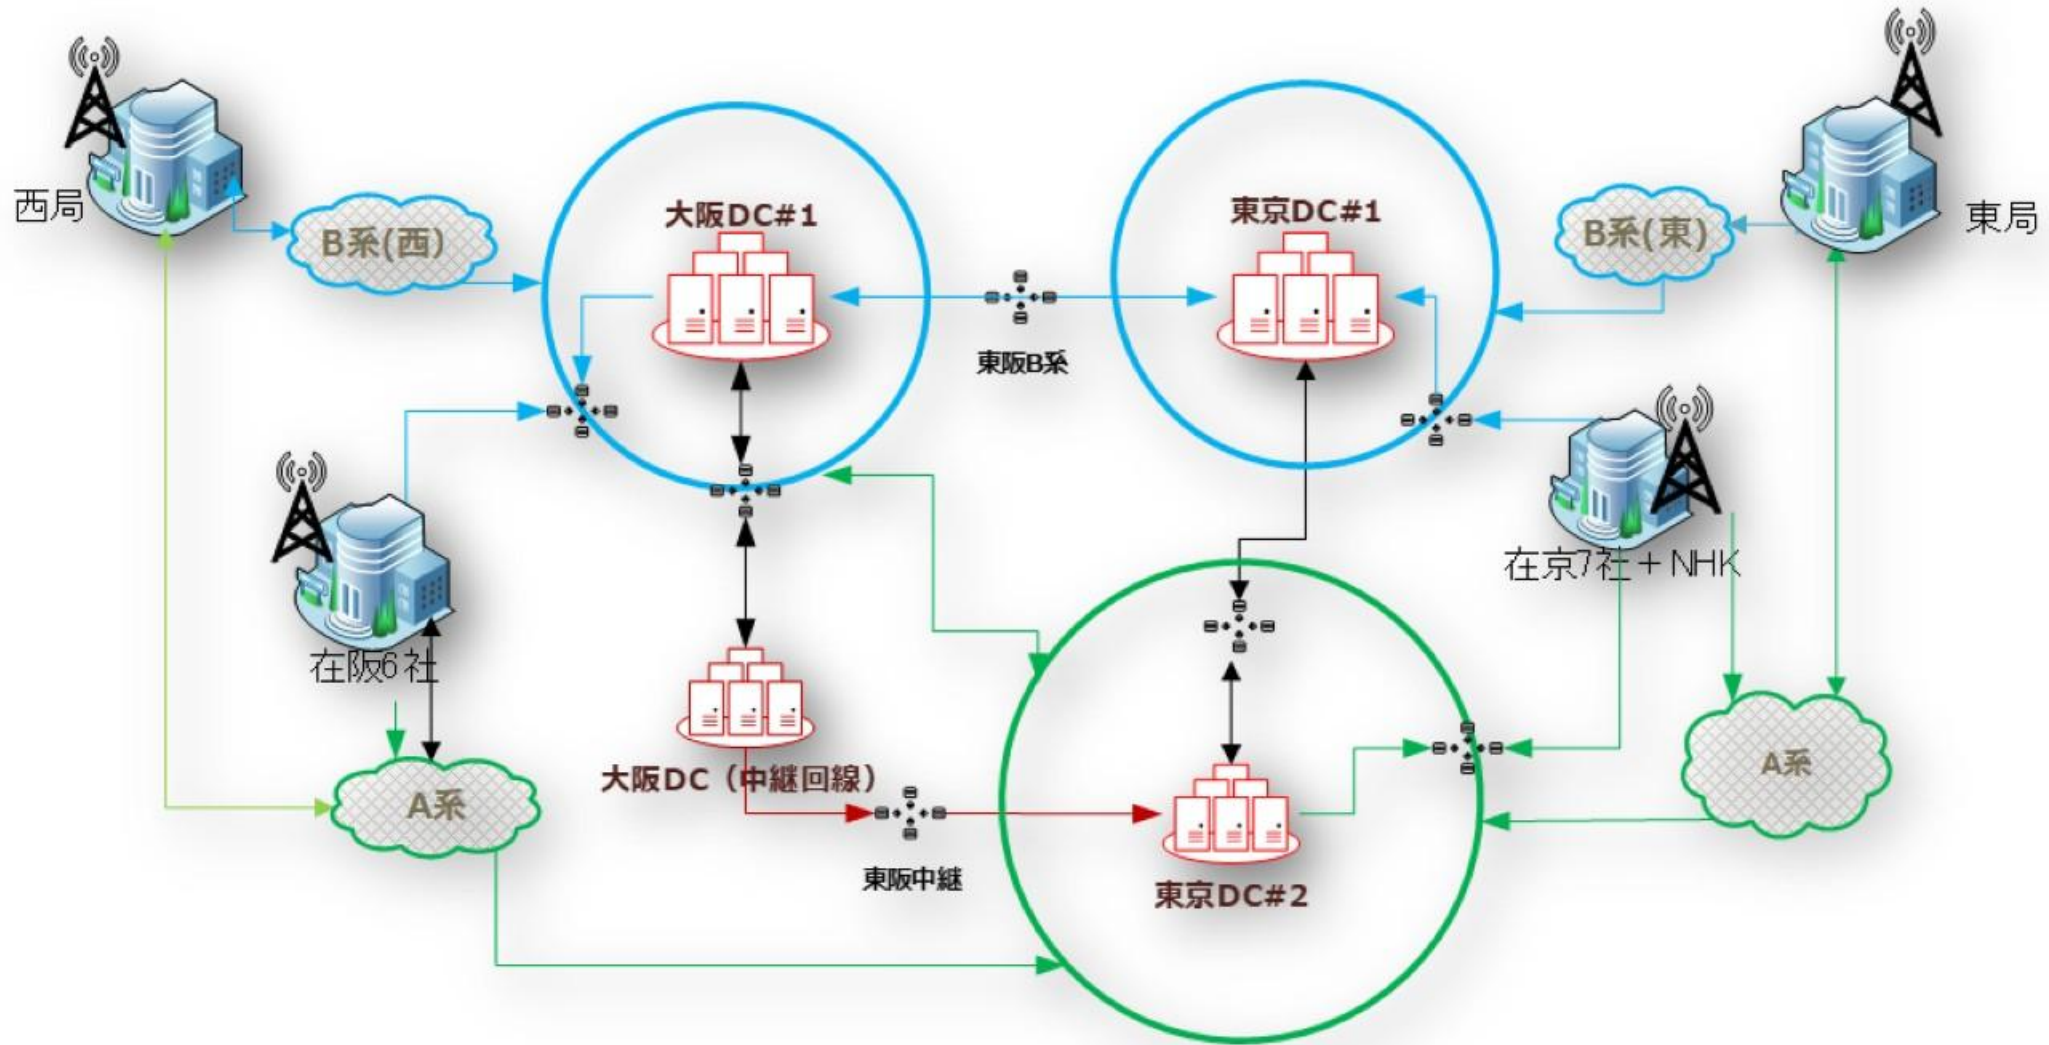 西局
B系(西)
大阪DC#1
東京DC#1
B系(東)
東局
東阪B系
在阪6社
在京7社+NHK
A系
大阪DC(中継回線)
東阪中継
東京DC#2
A系